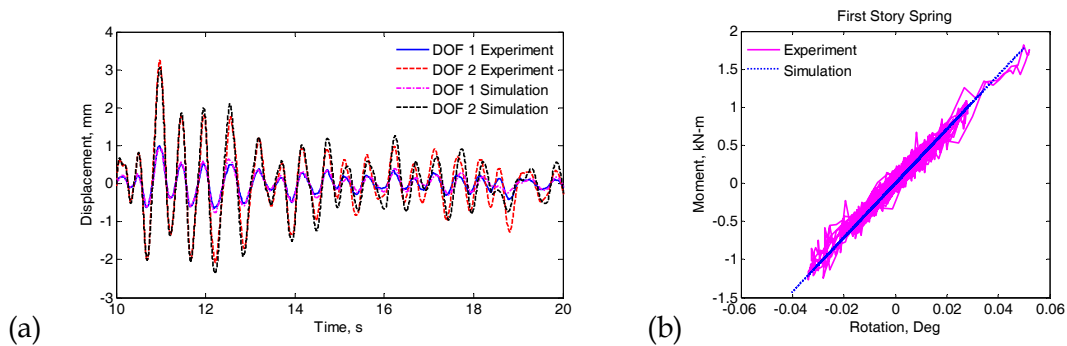 4
3
2
1
0
-1
-2
-3
10
12
14
16
18
20
Displacement, mm
Time, s
DOF 1 Experiment
DOF 2 Experiment
DOF 1 Simulation
DOF 2 Simulation
(a)
First Story Spring
2
1.5
1
0.5
0
-0.5
-1
-1.5
-0.06
-0.04
-0.02
0
0.02
0.04
0.06
Moment, kN-m
Rotation, Deg
Experiment
Simulation
(b)